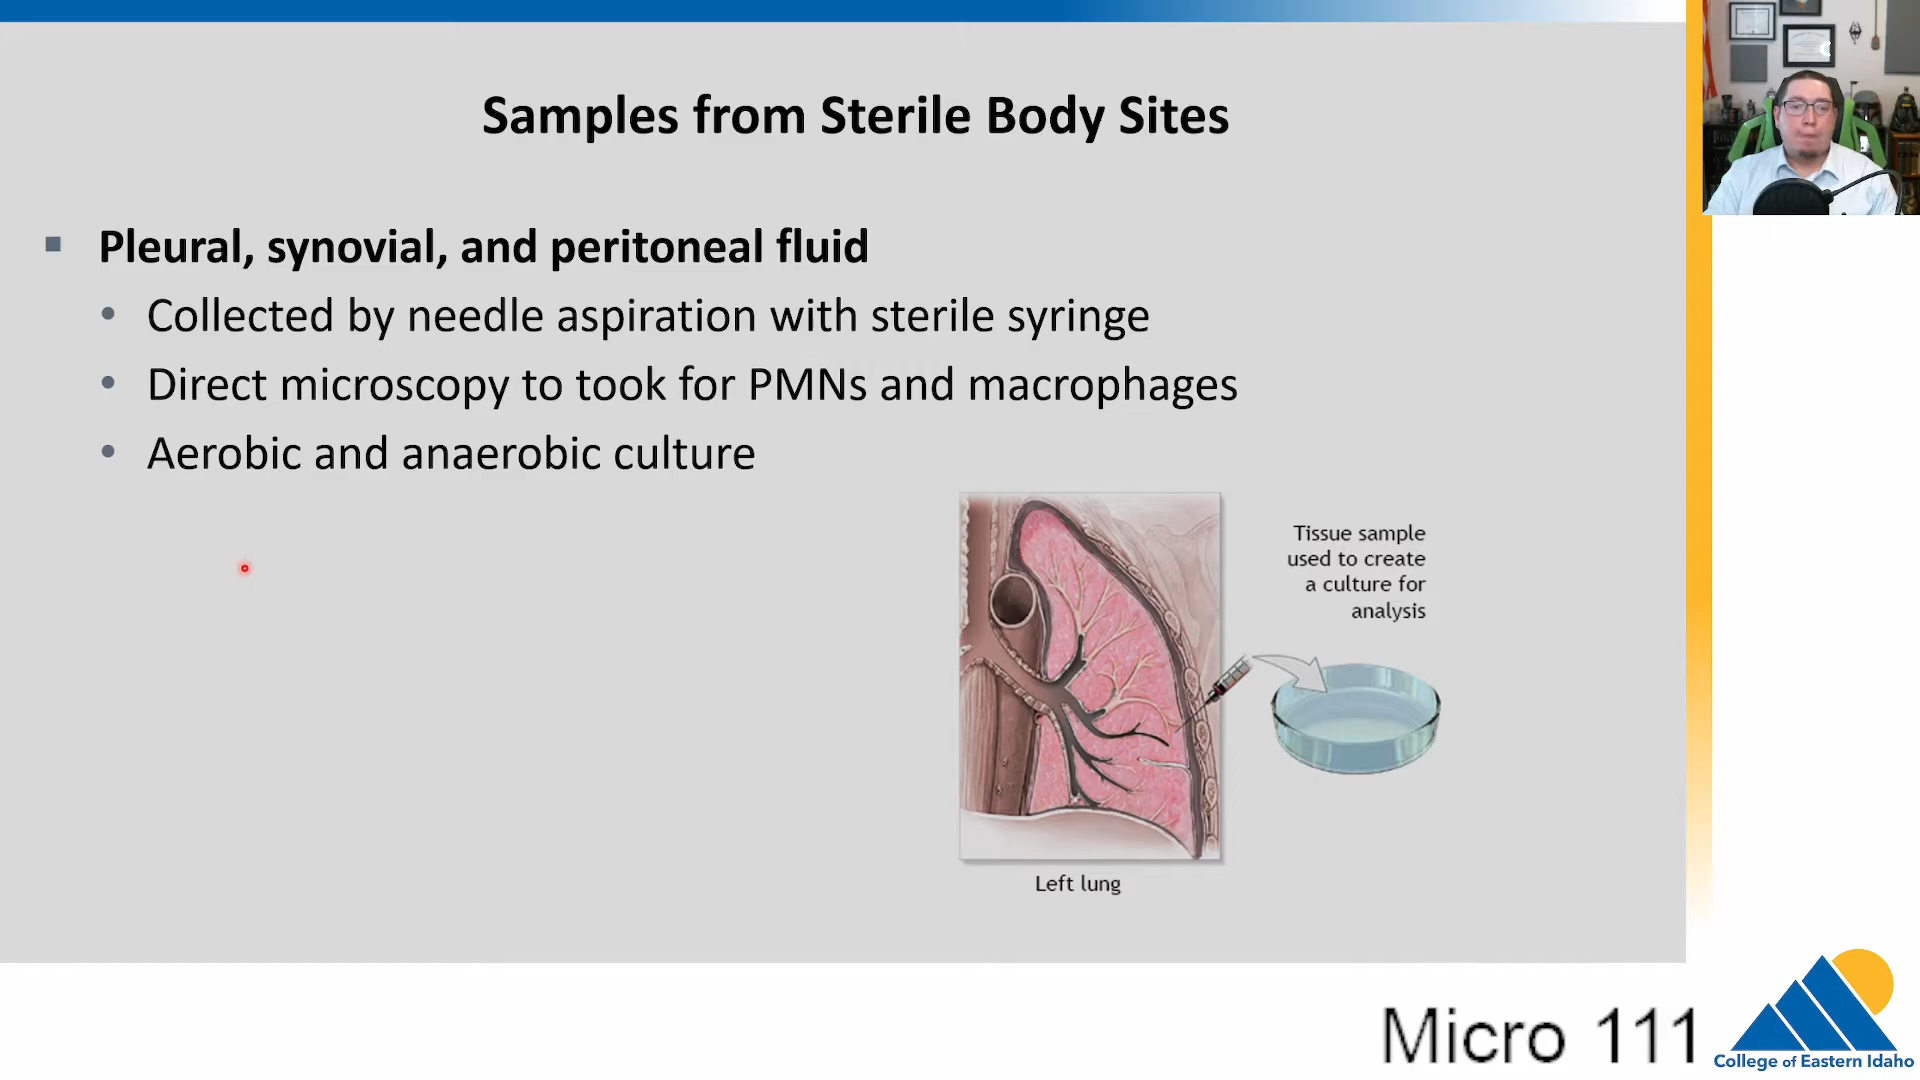 Samples from Sterile Body Sites
Pleural, synovial, and peritoneal fluid
Collected by needle aspiration with sterile syringe
Direct microscopy to took for PMNs and macrophages
Aerobic and anaerobic culture
Tissue sample
used to create
a culture for
analysis
Left lung
Micro 111
College of Eastern Idaho